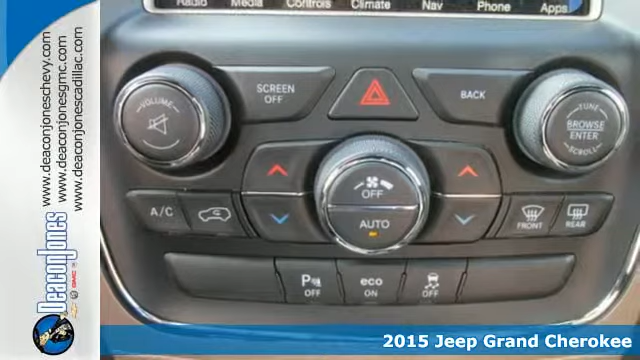 Radio Media Controls Climate Nav Phone Apps
VOLUME
SCREEN OFF
BACK
TUNE
BROWSE
ENTER
SCROLL
OFF
AUTO
A/C
FRONT
REAR
P OFF
eco ON
OFF
www.deaconjoneschevy.com
www.deaconjonesgmc.com
www.deaconjonescadillac.com
DeaconJones
GMC
2015 Jeep Grand Cherokee